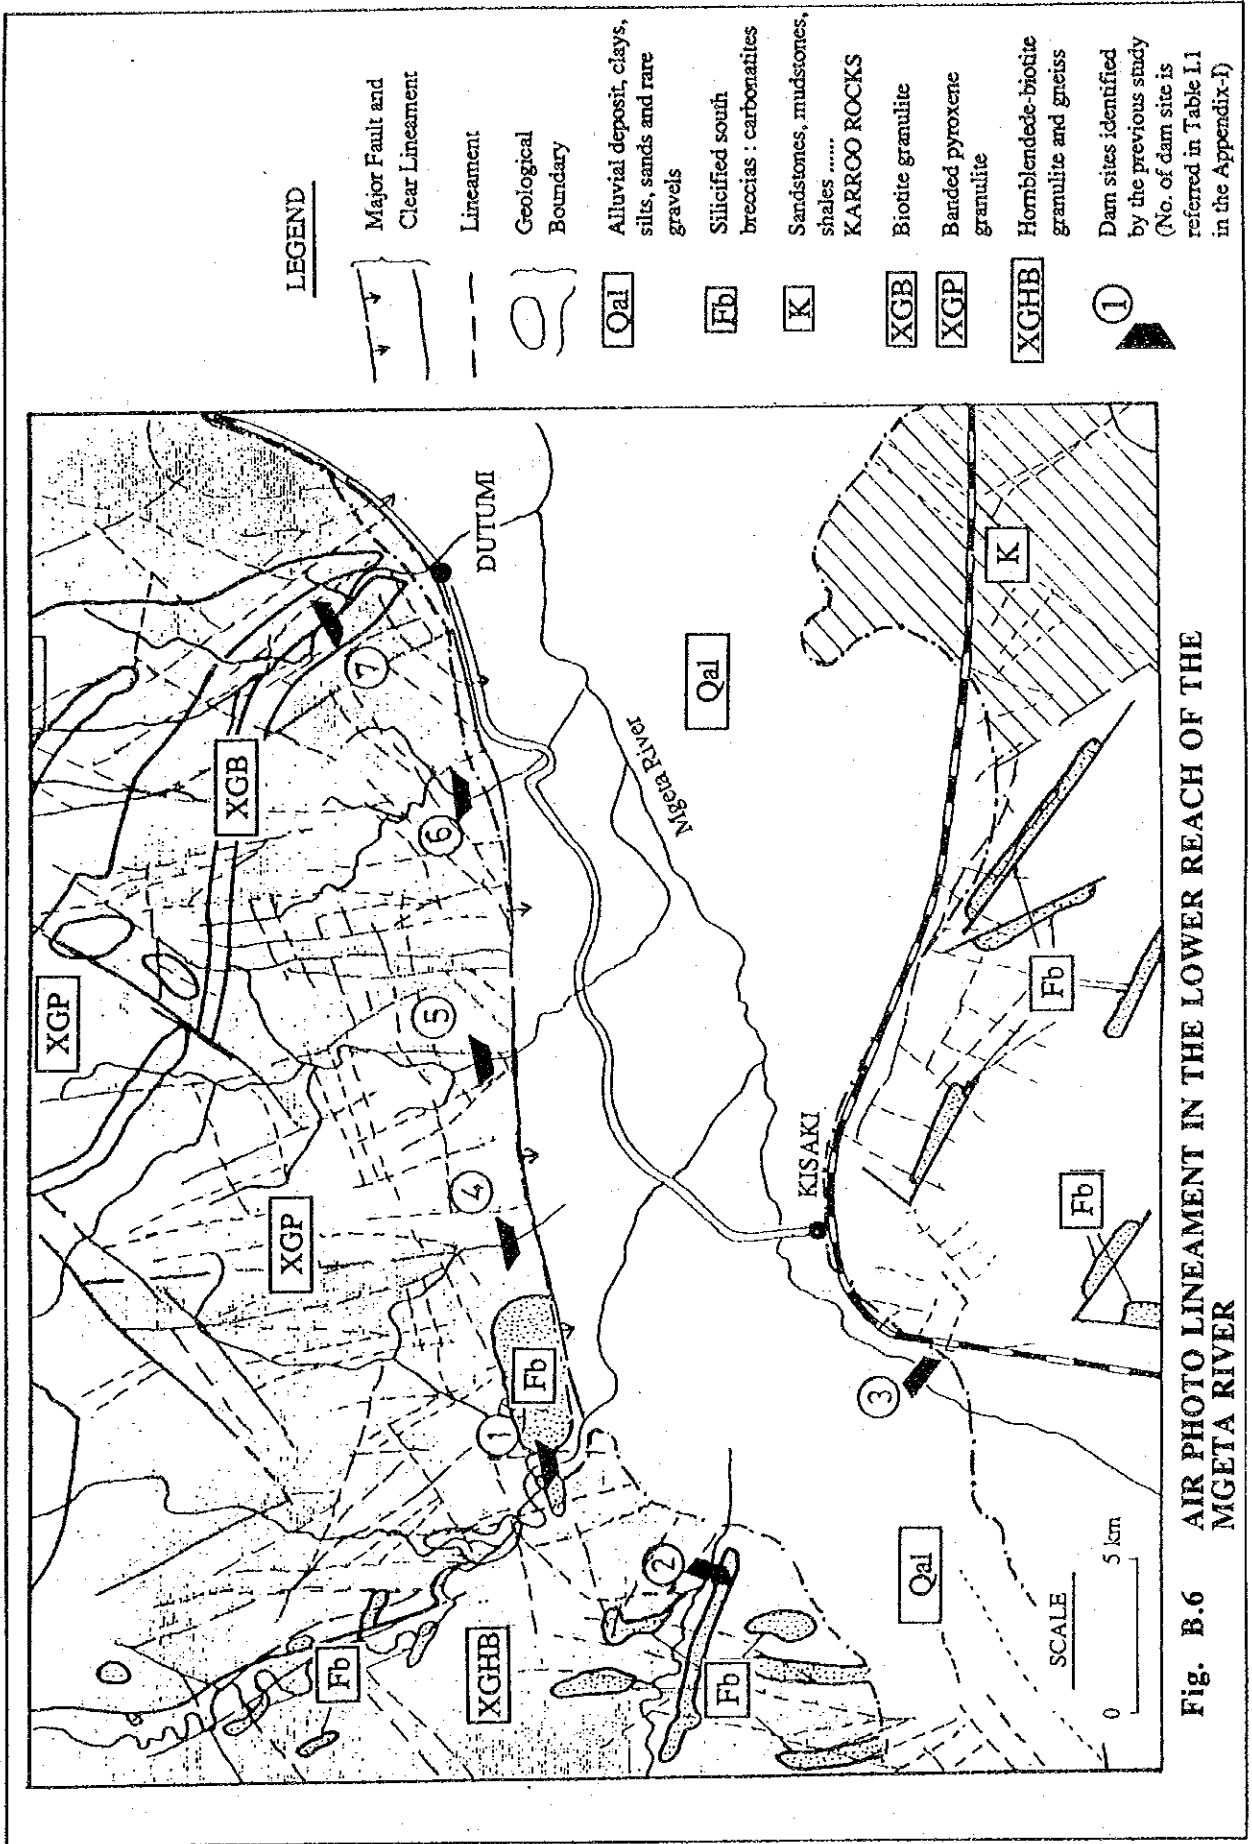 LEGEND
Major Fault and
Clear Lineament
Lineament
Geological
Boundary
Qal
Alluvial deposit, clays,
silts, sands and rare
gravels
Fb
Silicified south
breccias : carbonatites
K
Sandstones, mudstones,
shales ......
KARROO ROCKS
XGB
Biotite granulite
XGP
Banded pyroxene
granulite
XGHB
Hornblendede-biotite
granulite and gneiss
1
Dam sites identified
by the previous study
(No. of dam site is
referred in Table I.1
in the Appendix-I)
XGP
XGB
XGP
7
6
5
4
1
DUTUMI
Qal
Mgeta River
Fb
Fb
XGHB
2
Fb
KISAKI
3
K
Fb
Fb
Qal
SCALE
0 5 km
Fig. B.6 AIR PHOTO LINEAMENT IN THE LOWER REACH OF THE
MGETA RIVER